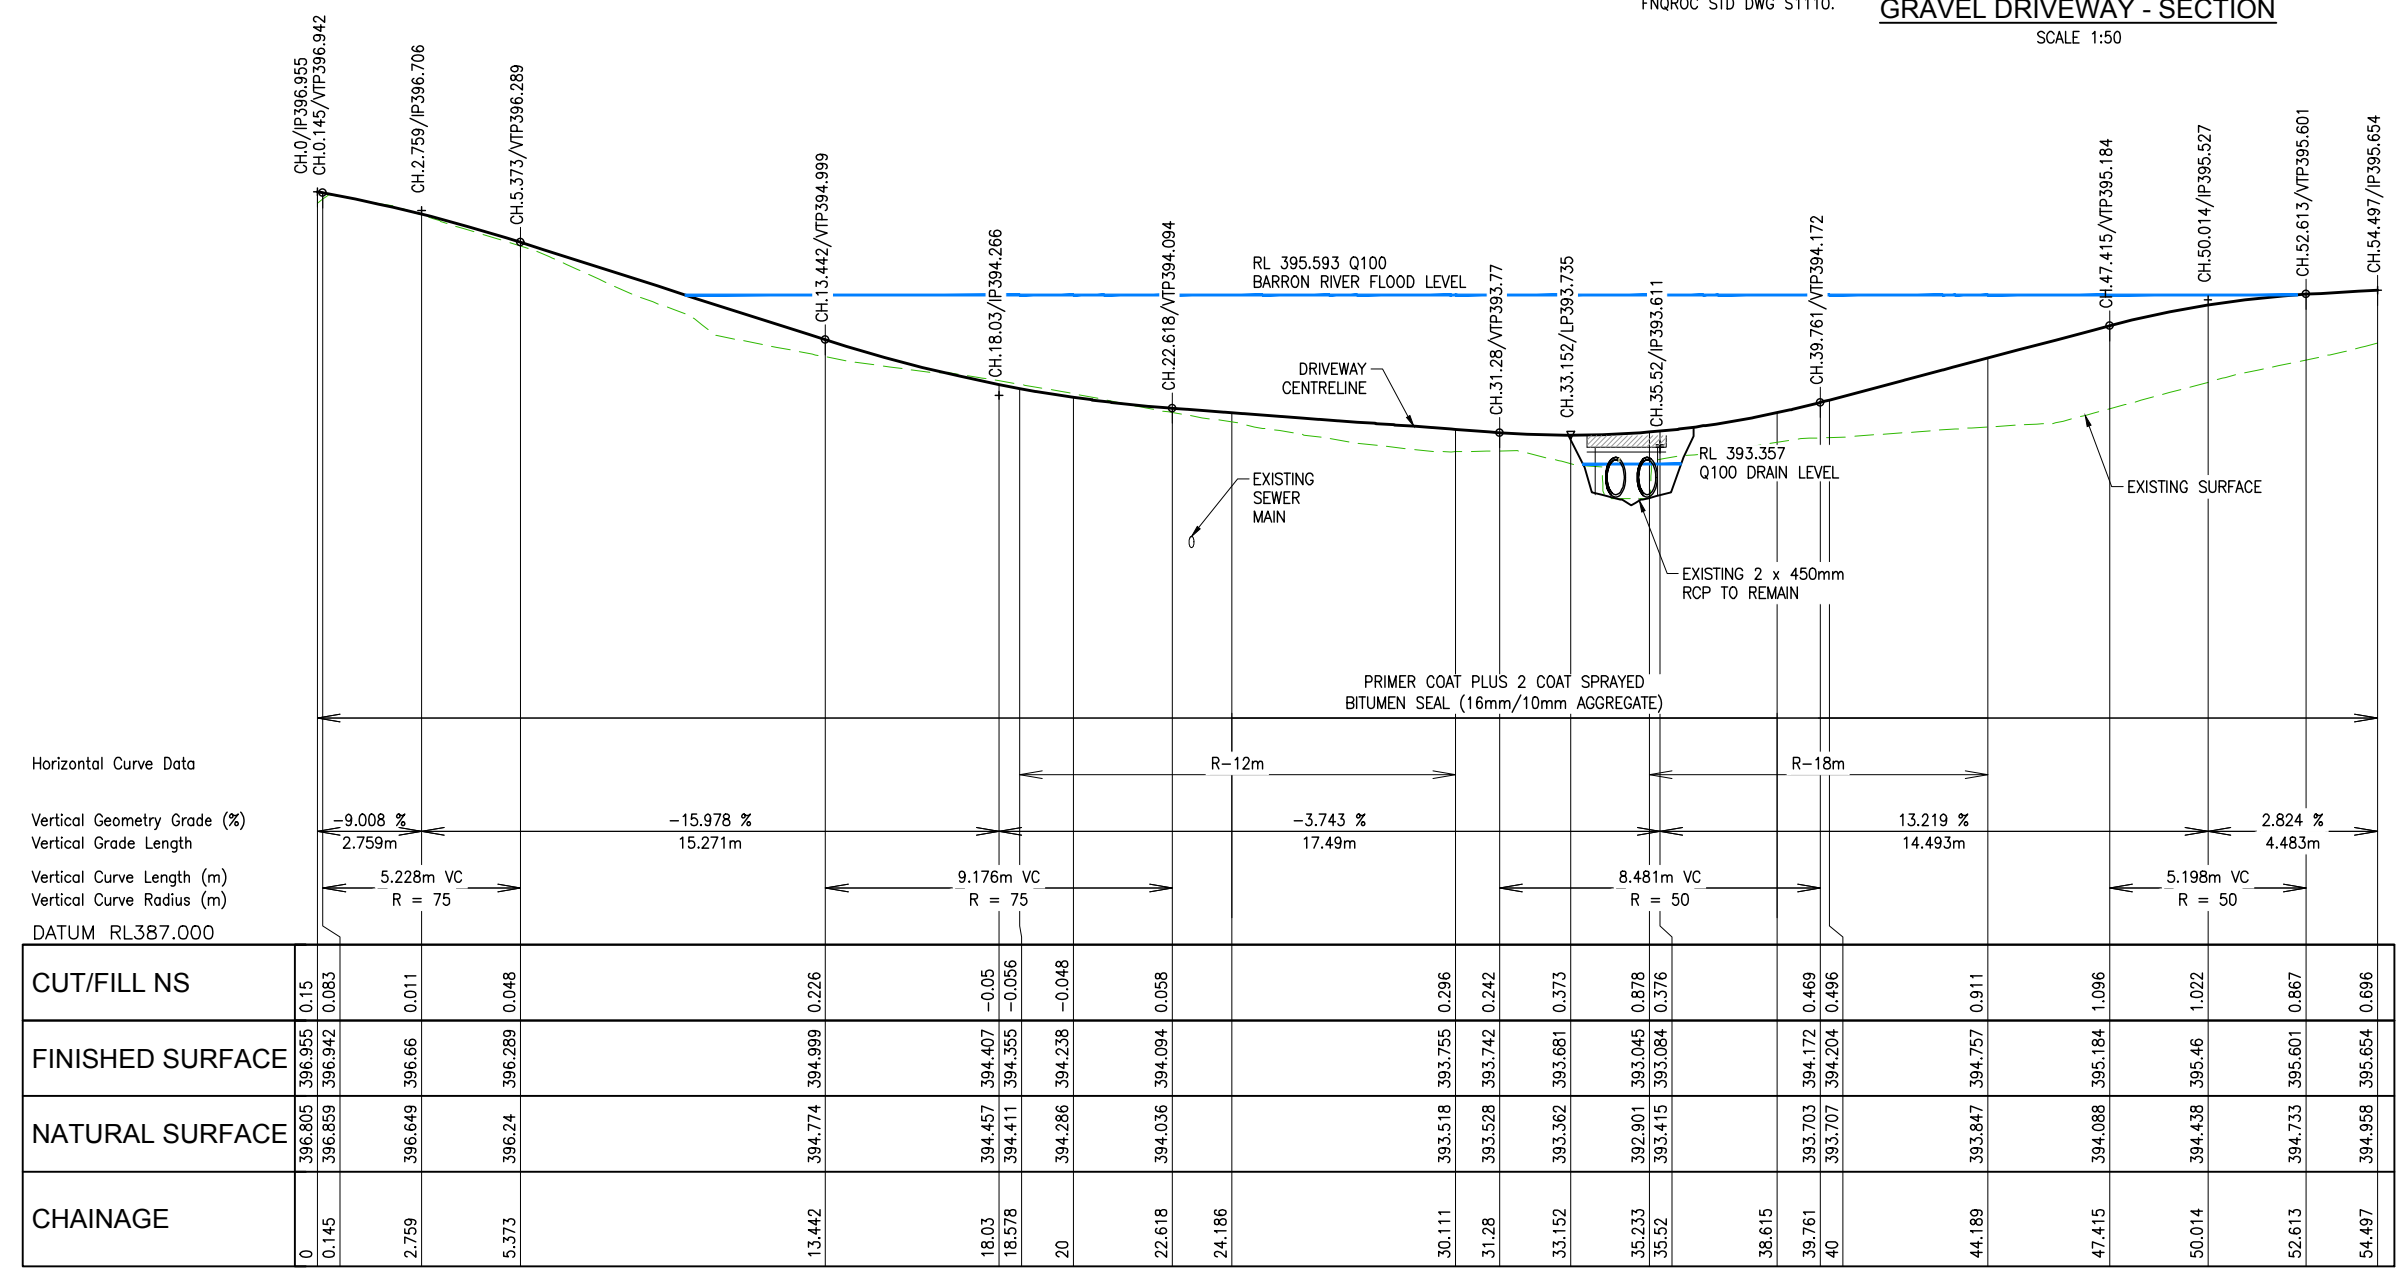 FNQROC STD DWG S1110.
GRAVEL DRIVEWAY - SECTION
SCALE 1:50
CH.0/IP396.955
CH.0.145/VTP396.942
CH.2.759/IP396.706
CH.5.373/VTP396.289
CH.13.442/VTP394.999
CH.18.03/IP394.266
CH.22.618/VTP394.094
CH.31.28/VTP393.77
CH.33.152/LP393.735
CH.35.52/IP393.611
CH.39.761/VTP394.172
CH.47.415/VTP395.184
CH.50.014/IP395.527
CH.52.613/VTP395.601
CH.54.497/IP395.654
RL 395.593 Q100
BARRON RIVER FLOOD LEVEL
DRIVEWAY
CENTRELINE
EXISTING
SEWER
MAIN
RL 393.357
Q100 DRAIN LEVEL
EXISTING SURFACE
EXISTING 2 x 450mm
RCP TO REMAIN
PRIMER COAT PLUS 2 COAT SPRAYED
BITUMEN SEAL (16mm/10mm AGGREGATE)
Horizontal Curve Data
R-12m
R-18m
Vertical Geometry Grade (%)
-9.008 %
-15.978 %
-3.743 %
13.219 %
2.824 %
Vertical Grade Length
2.759m
15.271m
17.49m
14.493m
4.483m
Vertical Curve Length (m)
5.228m VC
9.176m VC
8.481m VC
5.198m VC
Vertical Curve Radius (m)
R = 75
R = 75
R = 50
R = 50
DATUM RL387.000
CUT/FILL NS
0.15
0.083
0.011
0.048
0.226
-0.05
-0.056
-0.048
0.058
0.296
0.242
0.373
0.878
0.376
0.469
0.496
0.911
1.096
1.022
0.867
0.696
FINISHED SURFACE
396.955
396.942
396.66
396.289
394.999
394.407
394.355
394.238
394.094
393.755
393.742
393.681
393.045
393.084
394.172
394.204
394.757
395.184
395.46
395.601
395.654
NATURAL SURFACE
396.805
396.859
396.649
396.24
394.774
394.457
394.411
394.286
394.036
393.518
393.528
393.362
392.901
393.415
393.703
393.707
393.847
394.088
394.438
394.733
394.958
CHAINAGE
0
0.145
2.759
5.373
13.442
18.03
18.578
20
22.618
24.186
30.111
31.28
33.152
35.233
35.52
38.615
39.761
40
44.189
47.415
50.014
52.613
54.497